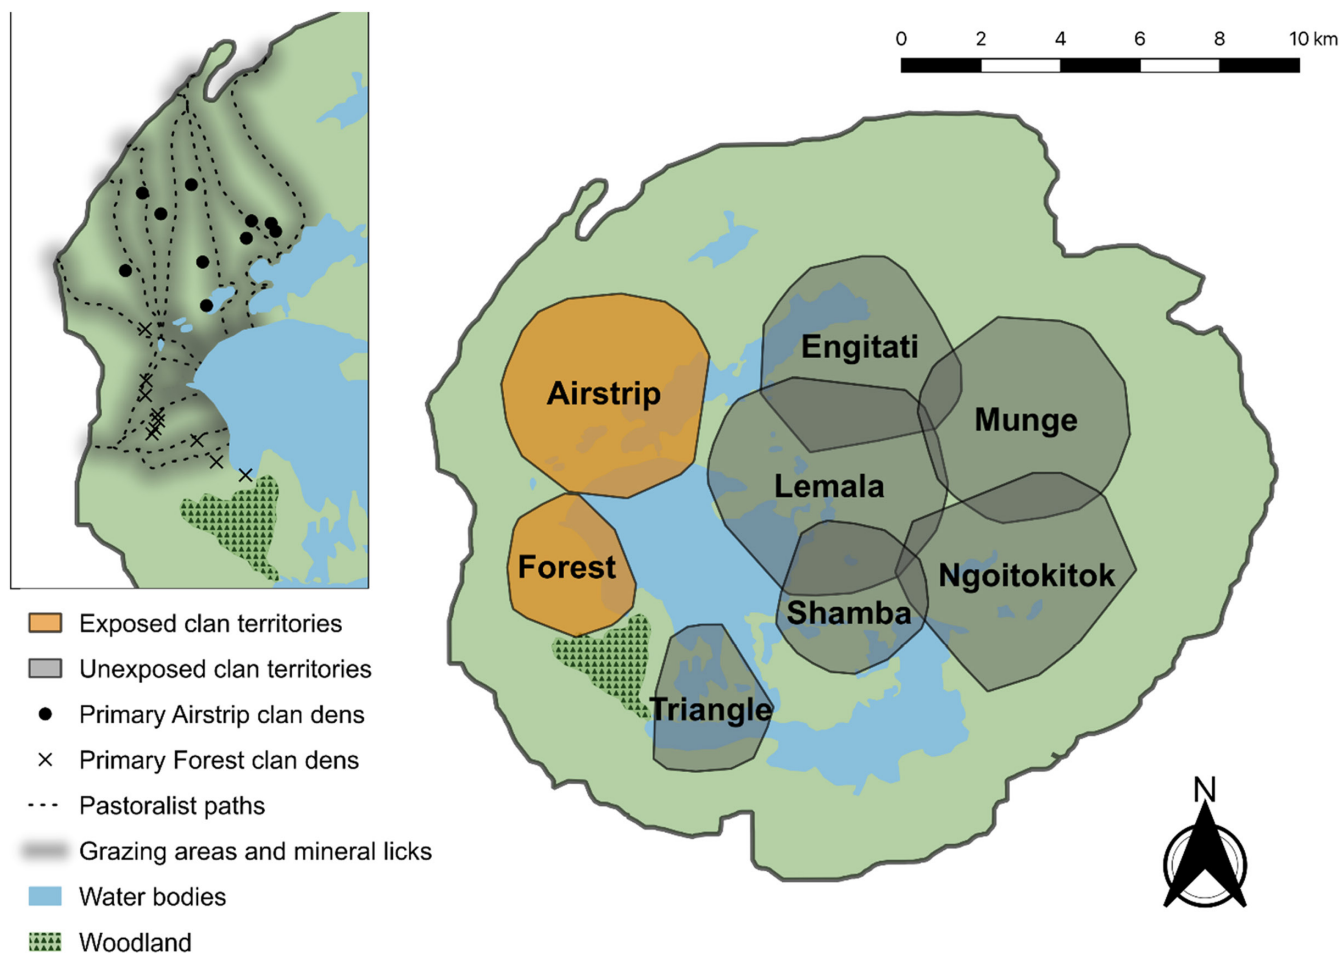 0 2 4 6 8 10 km
Engitati
Airstrip
Munge
Lemala
Forest
Ngoitokitok
Shamba
Triangle
N
Exposed clan territories
Unexposed clan territories
Primary Airstrip clan dens
Primary Forest clan dens
Pastoralist paths
Grazing areas and mineral licks
Water bodies
Woodland